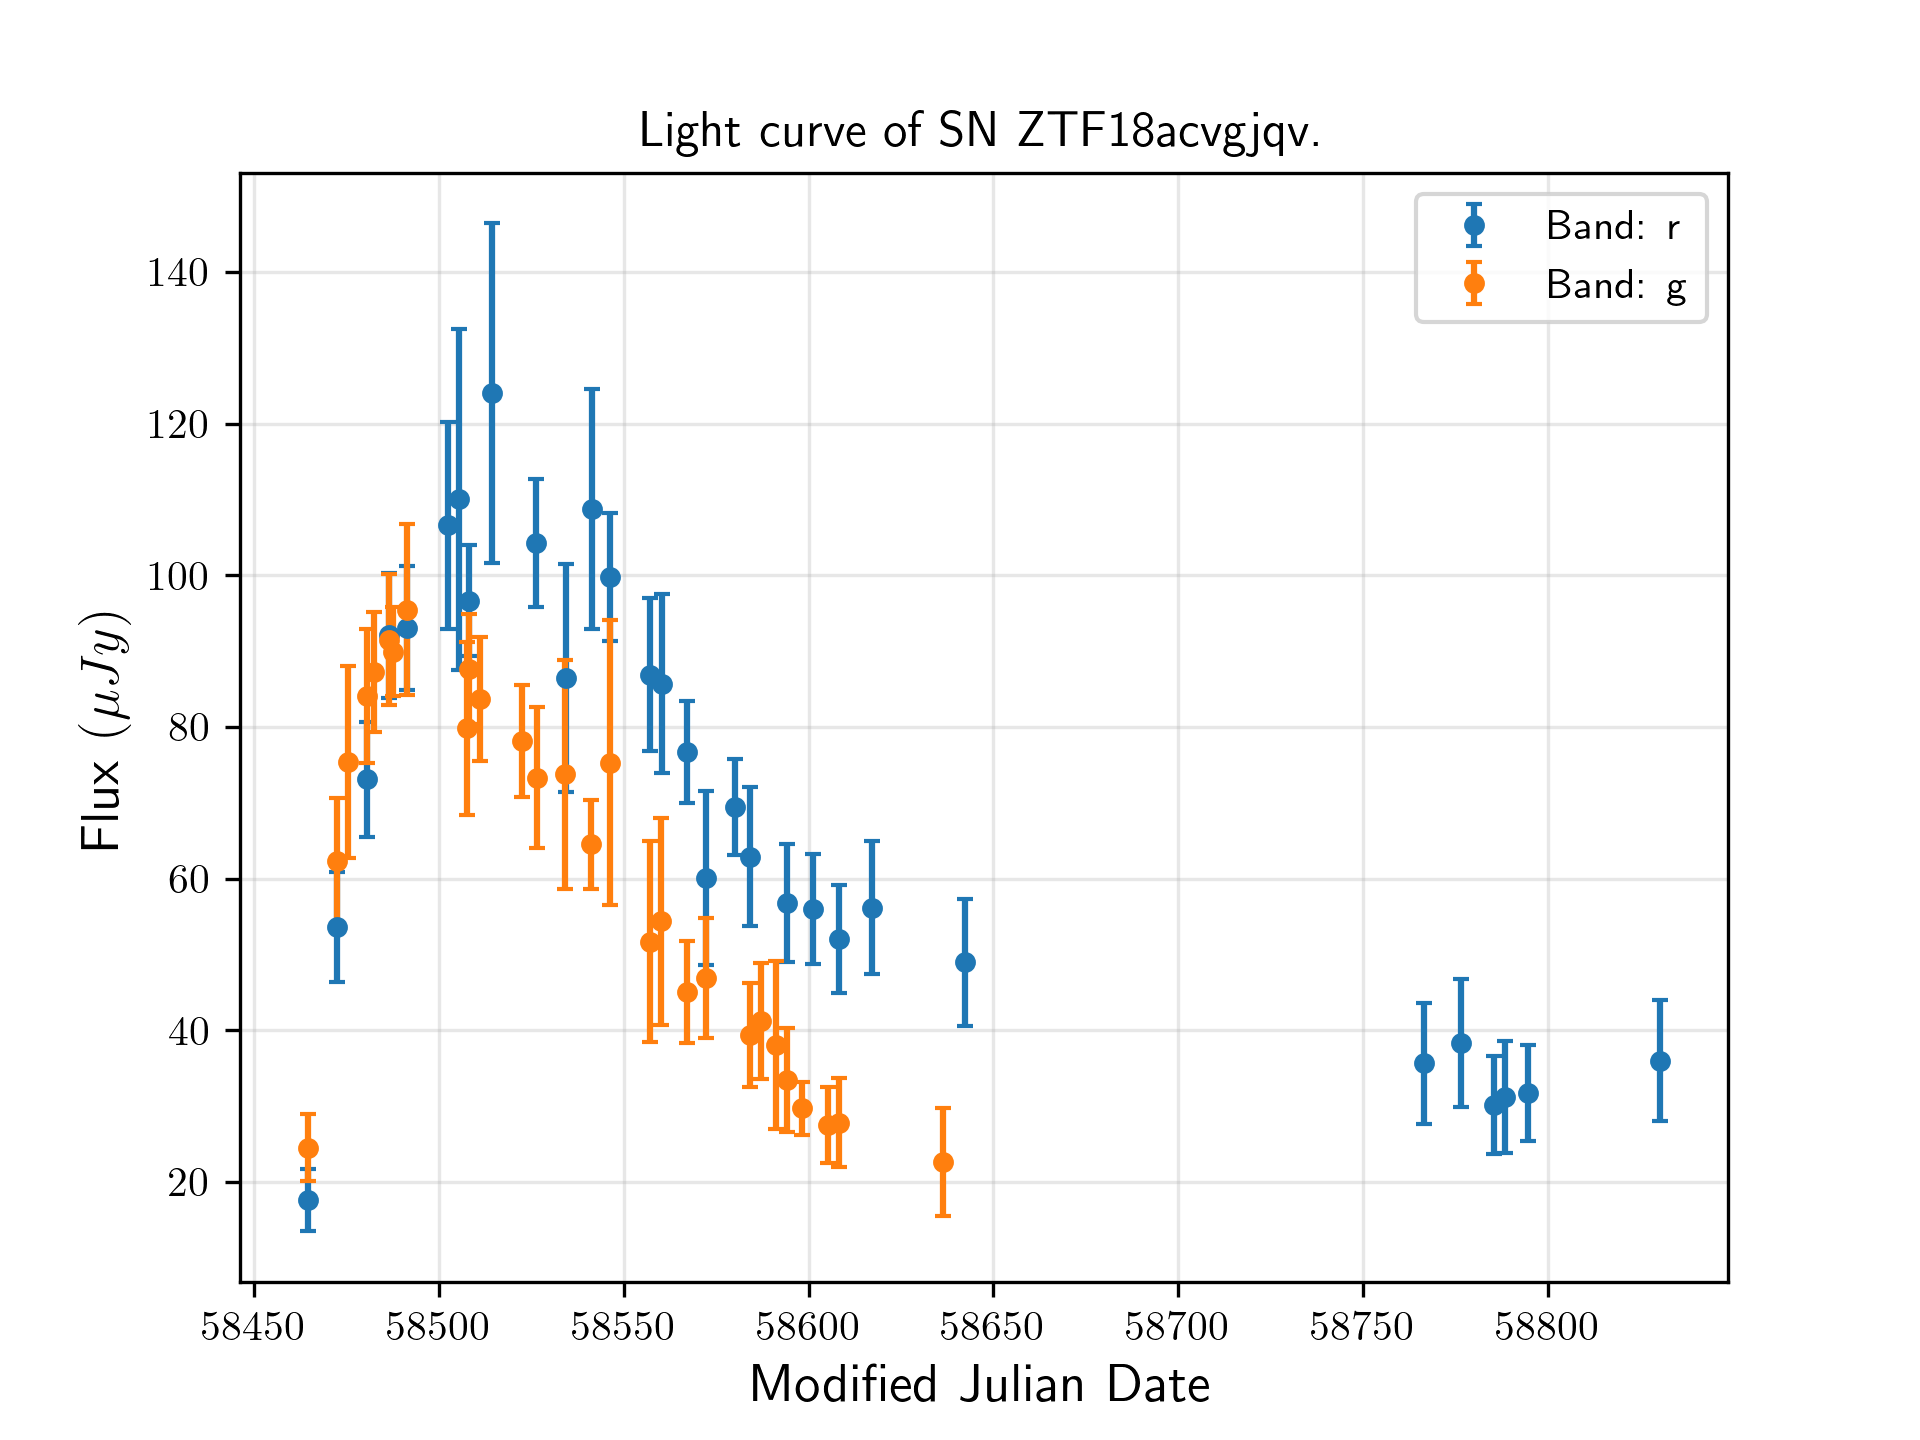 Light curve of SN ZTF18acvgjqv.
Band: r
Band: g
140
120
100
80
60
40
20
Flux (μJy)
58450 58500 58550 58600 58650 58700 58750 58800
Modified Julian Date